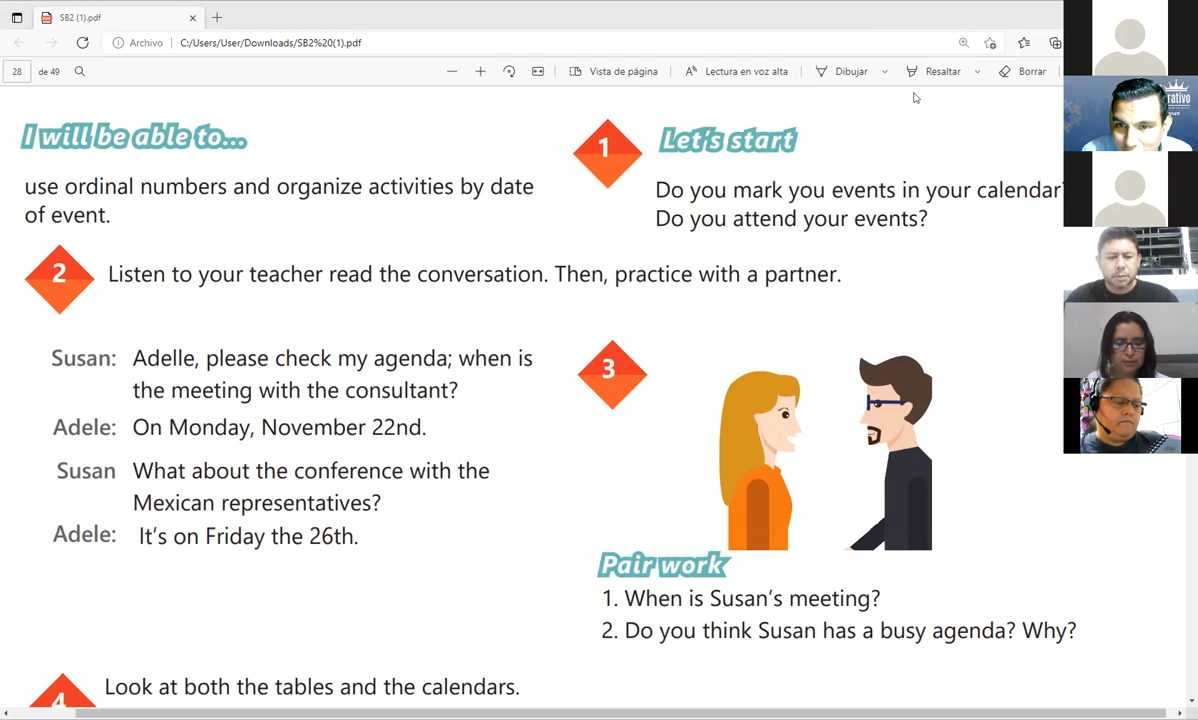 SB2 (1).pdf
Archivo C:/Users/User/Downloads/SB2%20(1).pdf
28 de 49
Vista de página
Lectura en voz alta
Dibujar
Resaltar
Borrar
rativo
I will be able to...
use ordinal numbers and organize activities by date
of event.
1
Let's start
Do you mark you events in your calendar?
Do you attend your events?
2
Listen to your teacher read the conversation. Then, practice with a partner.
Susan: Adelle, please check my agenda; when is
the meeting with the consultant?
Adele: On Monday, November 22nd.
Susan What about the conference with the
Mexican representatives?
Adele: It's on Friday the 26th.
3
Pair work
1. When is Susan's meeting?
2. Do you think Susan has a busy agenda? Why?
4
Look at both the tables and the calendars.